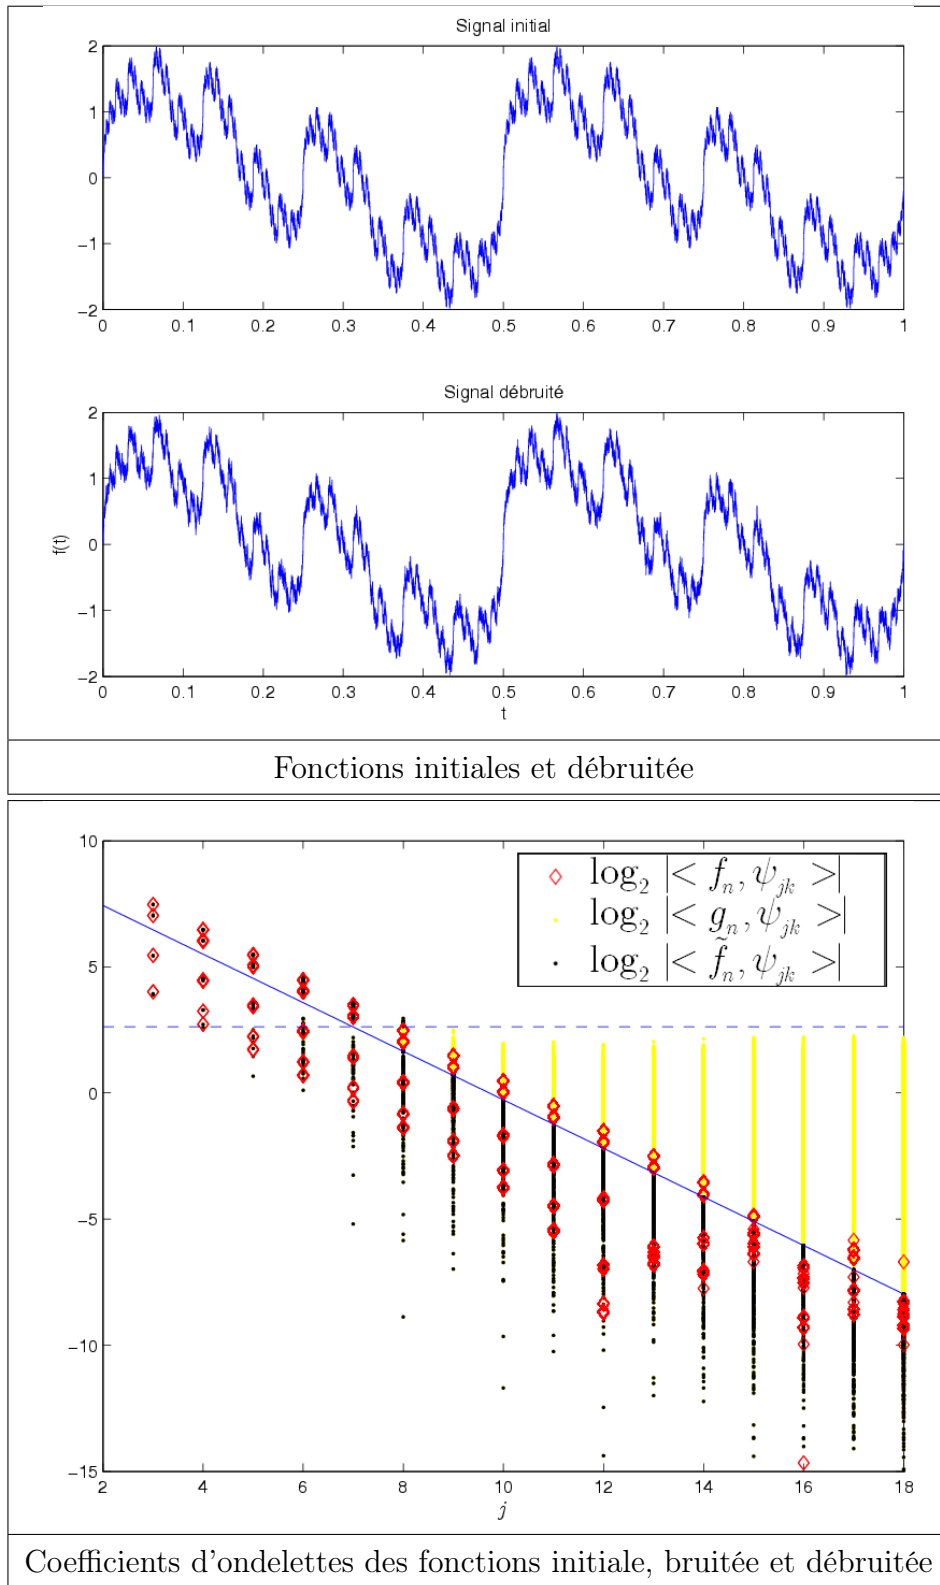 Signal initial
2
1
0
−1
−2
0 0.1 0.2 0.3 0.4 0.5 0.6 0.7 0.8 0.9 1
Signal débruité
2
1
0
−1
−2
f(t)
0 0.1 0.2 0.3 0.4 0.5 0.6 0.7 0.8 0.9 1
t
Fonctions initiales et débruitée
10
5
0
−5
−10
−15
log₂ |< fₙ, ψⱼₖ >|
log₂ |< gₙ, ψⱼₖ >|
log₂ |< f̃ₙ, ψⱼₖ >|
2 4 6 8 10 12 14 16 18
j
Coefficients d'ondelettes des fonctions initiale, bruitée et débruitée